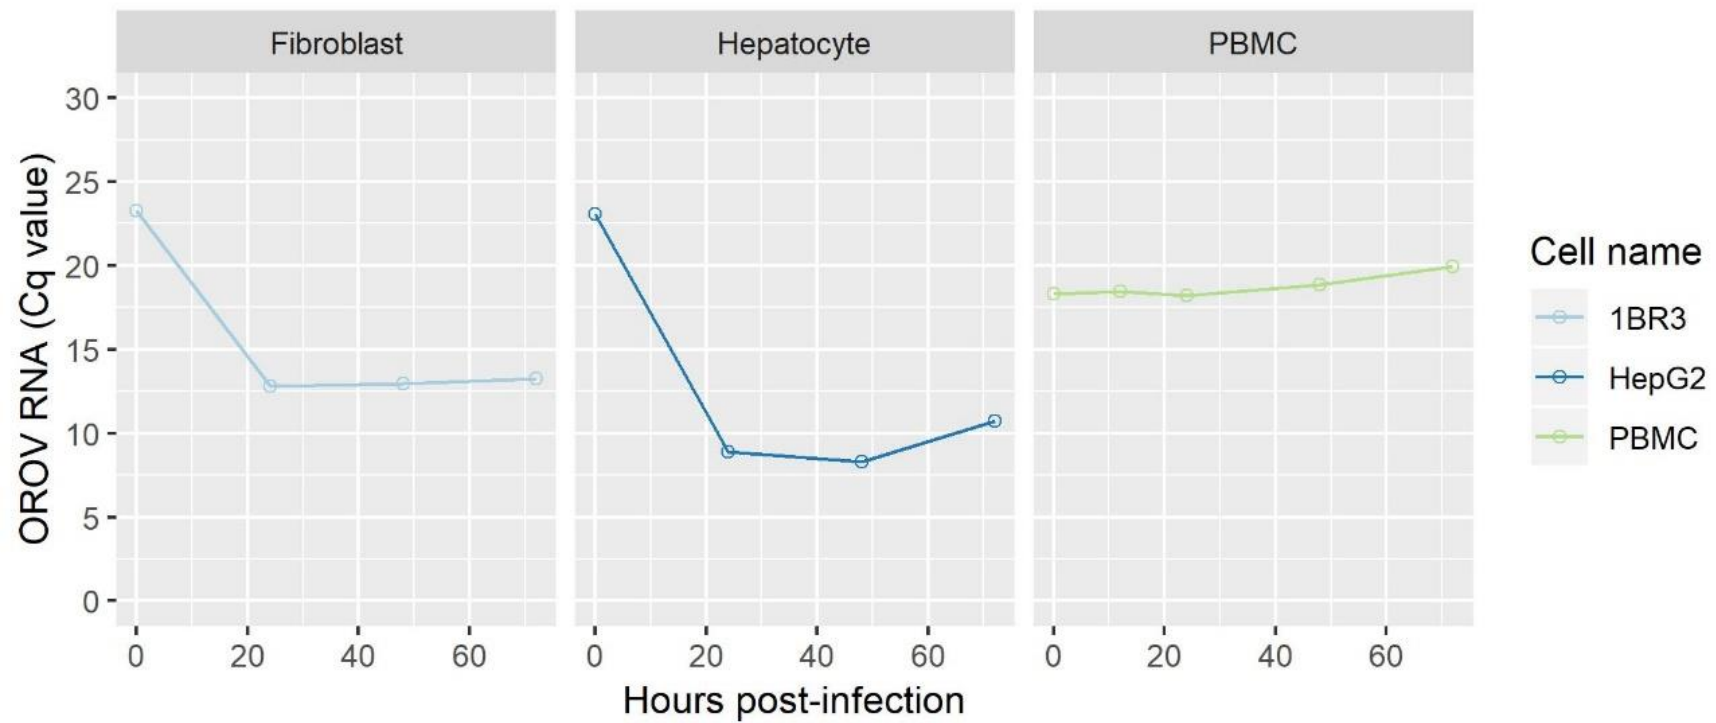 Fibroblast
Hepatocyte
PBMC
OROV RNA (Cq value)
30
25
20
15
10
5
0
0 20 40 60
0 20 40 60
0 20 40 60
Hours post-infection
Cell name
1BR3
HepG2
PBMC